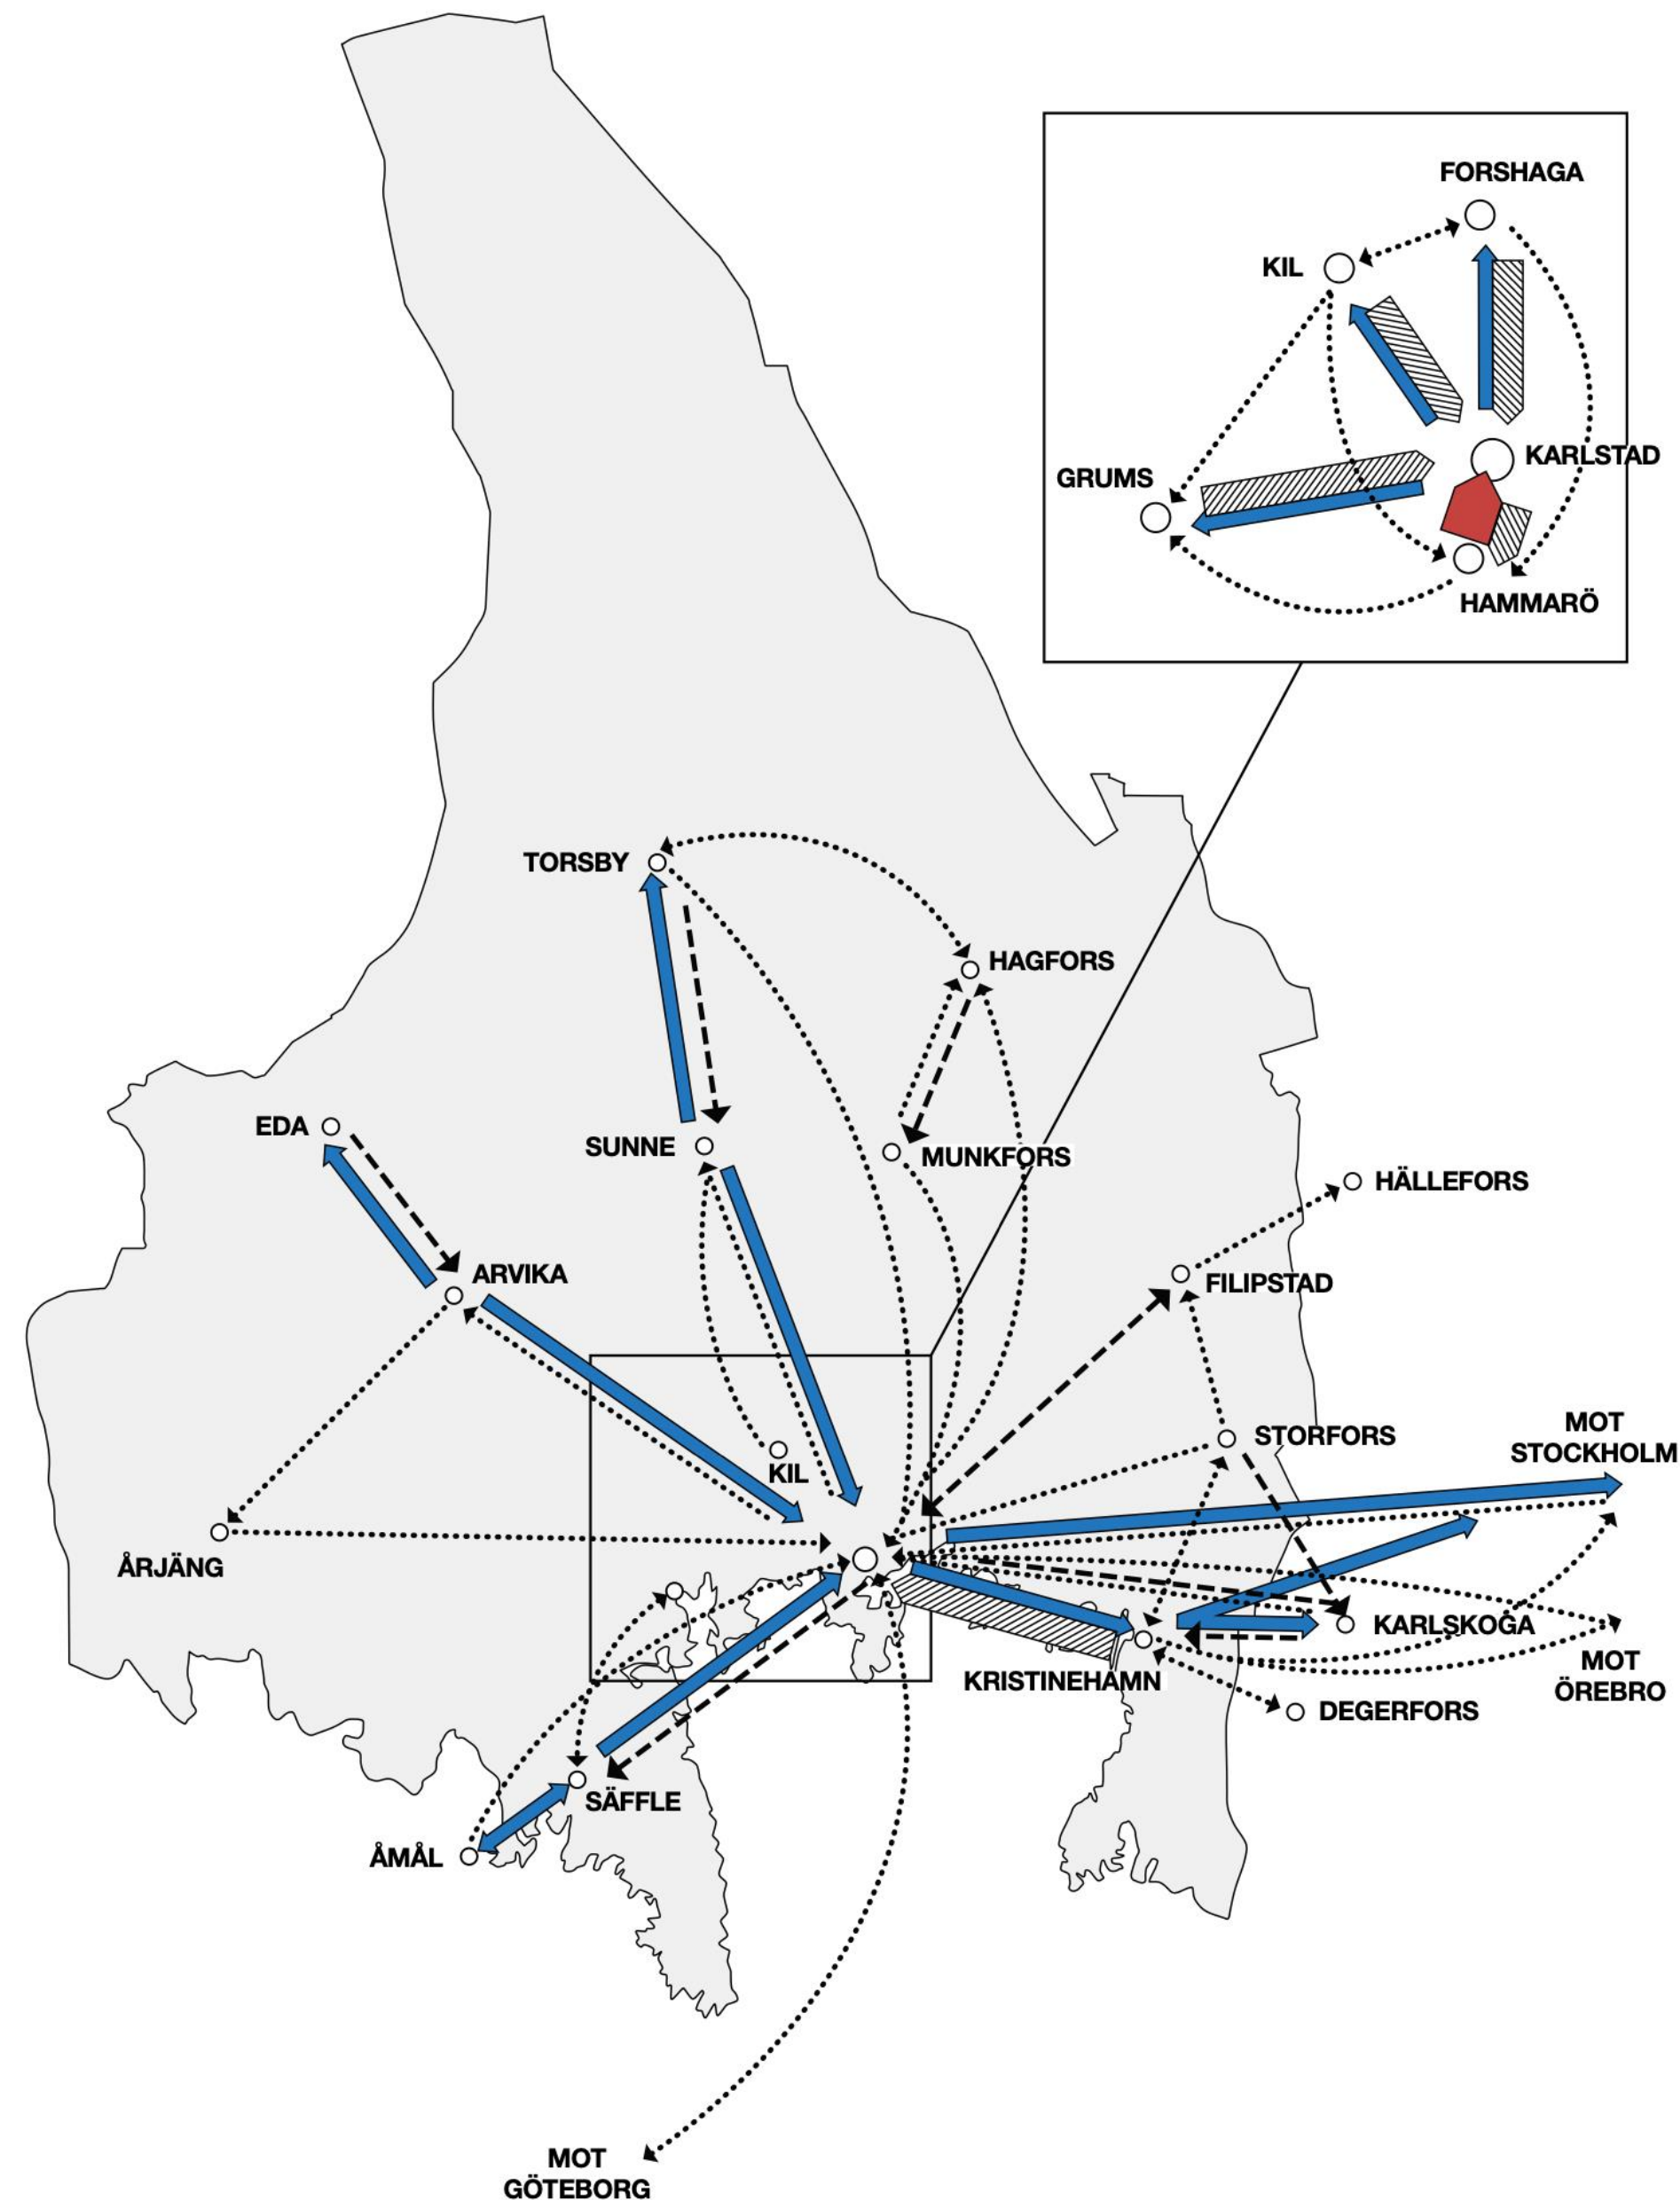 FORSHAGA
KIL
KARLSTAD
GRUMS
HAMMARÖ
TORSBY
HAGFORS
EDA
SUNNE
MUNKFORS
HÄLLEFORS
ARVIKA
FILIPSTAD
MOT
STOCKHOLM
STORFORS
KIL
ÅRJÄNG
KARLSKOGA
MOT
ÖREBRO
KRISTINEHAMN
DEGERFORS
SÄFFLE
ÅMÅL
MOT
GÖTEBORG